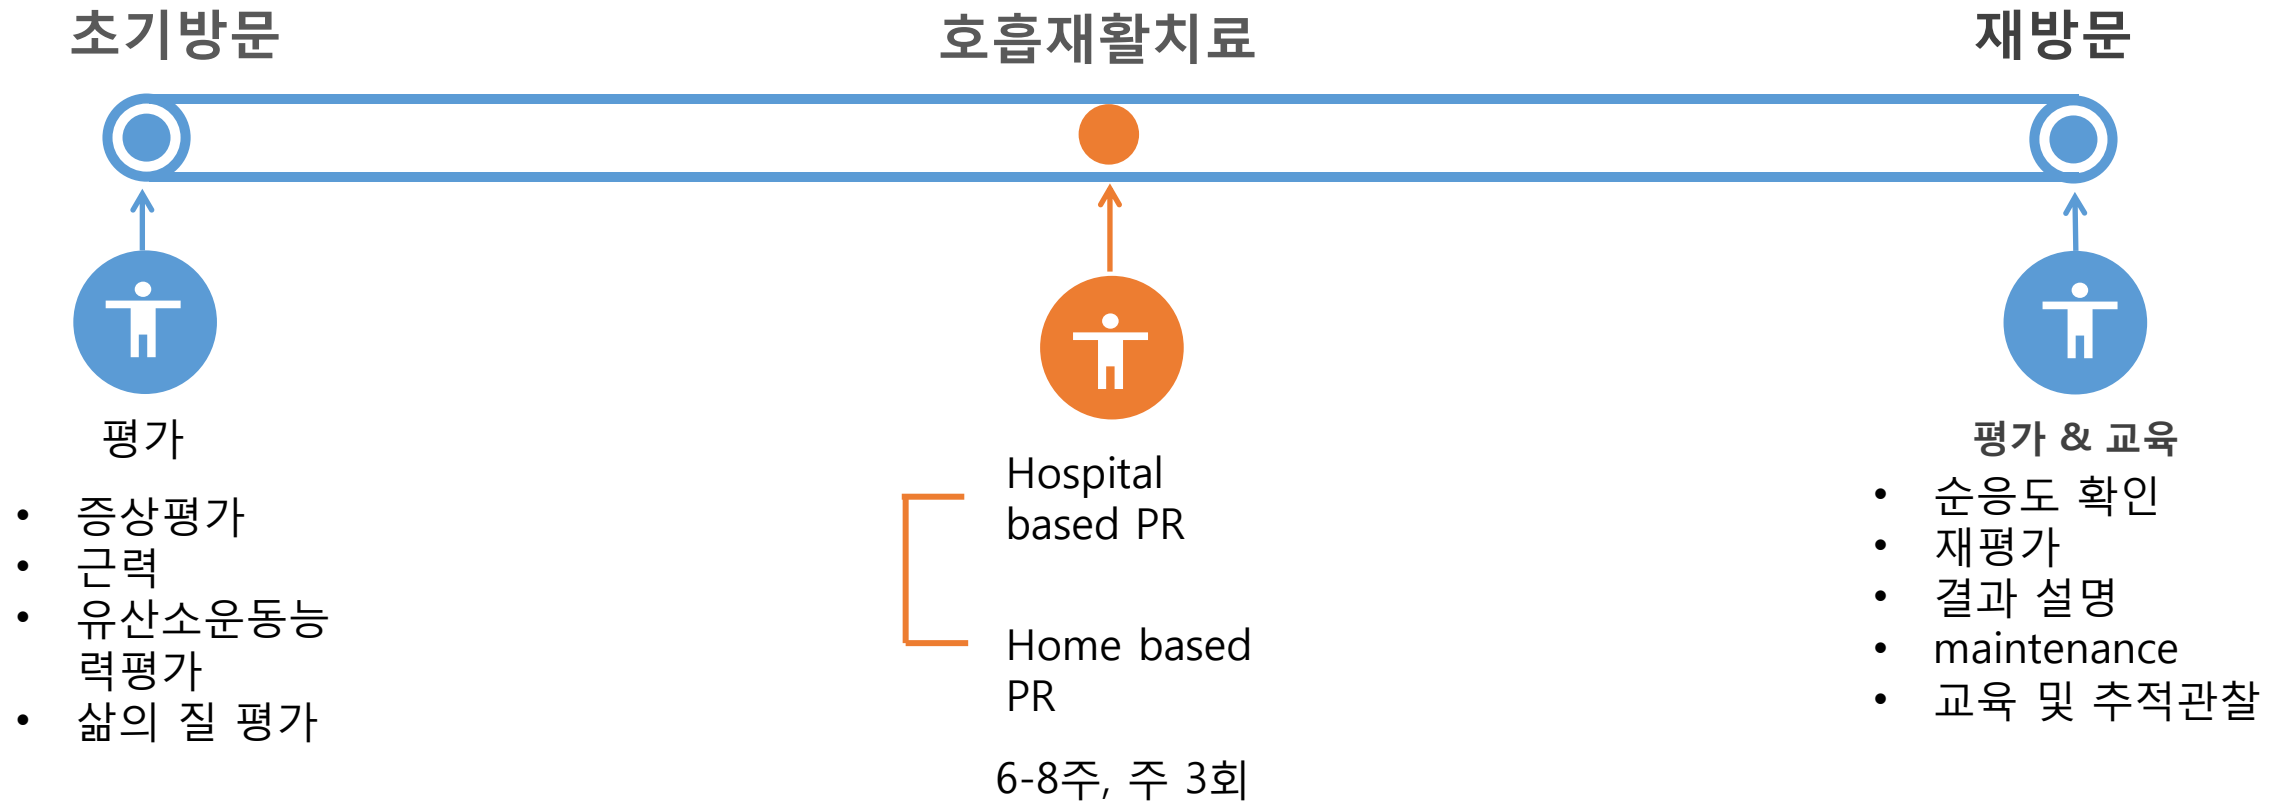 초기방문
호흡재활치료
재방문
평가
• 증상평가
• 근력
• 유산소운동능
력평가
• 삶의 질 평가
Hospital
based PR
Home based
PR
6-8주, 주 3회
평가 & 교육
• 순응도 확인
• 재평가
• 결과 설명
• maintenance
• 교육 및 추적관찰